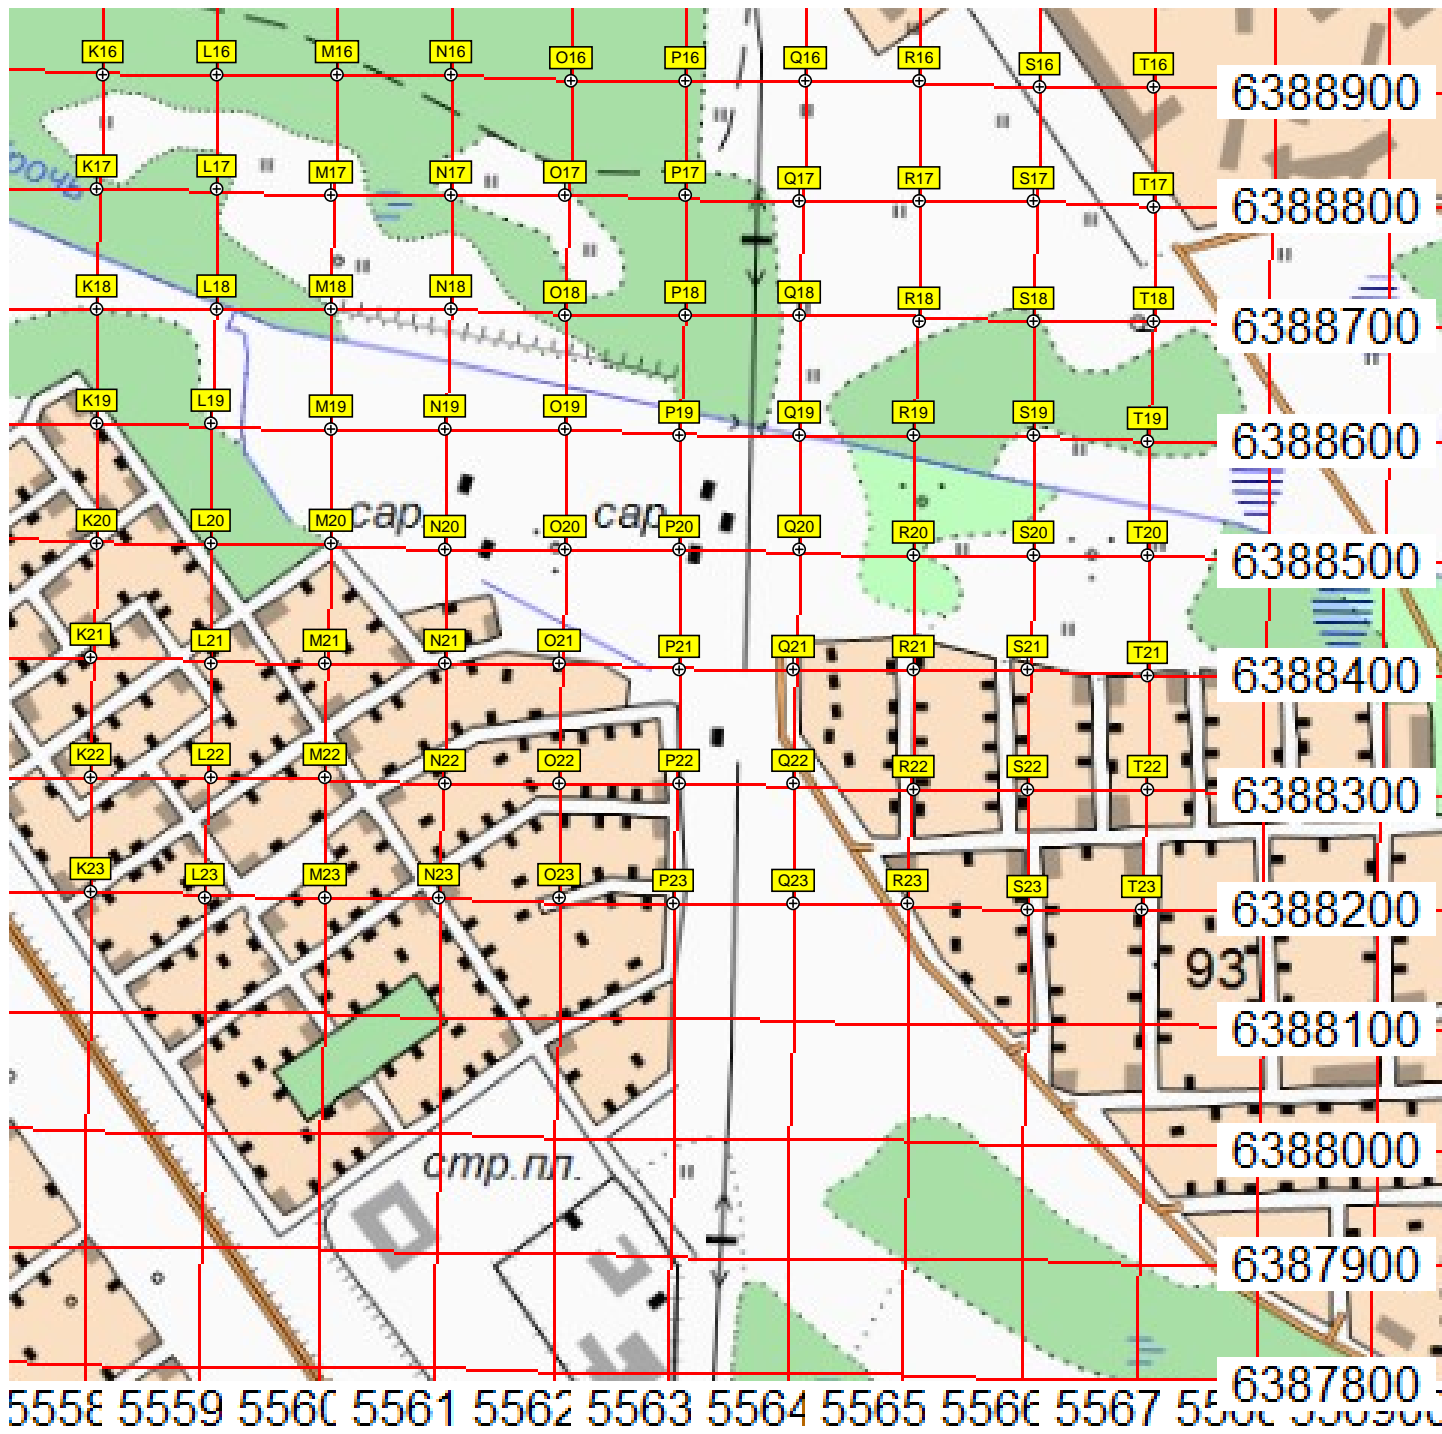 K16 L16 M16 N16 O16 P16 Q16 R16 S16 T16
6388900
K17 L17 M17 N17 O17 P17 Q17 R17 S17 T17
6388800
K18 L18 M18 N18 O18 P18 Q18 R18 S18 T18
6388700
K19 L19 M19 N19 O19 P19 Q19 R19 S19 T19
6388600
сар. сар.
K20 L20 M20 N20 O20 P20 Q20 R20 S20 T20
6388500
K21 L21 M21 N21 O21 P21 Q21 R21 S21 T21
6388400
K22 L22 M22 N22 O22 P22 Q22 R22 S22 T22
6388300
K23 L23 M23 N23 O23 P23 Q23 R23 S23 T23
6388200
93
6388100
стр.пл.
6388000
6387900
6387800
5558 5559 5560 5561 5562 5563 5564 5565 5566 5567